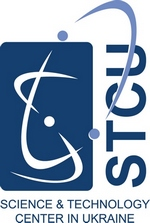 STCU
SCIENCE & TECHNOLOGY
CENTER IN UKRAINE